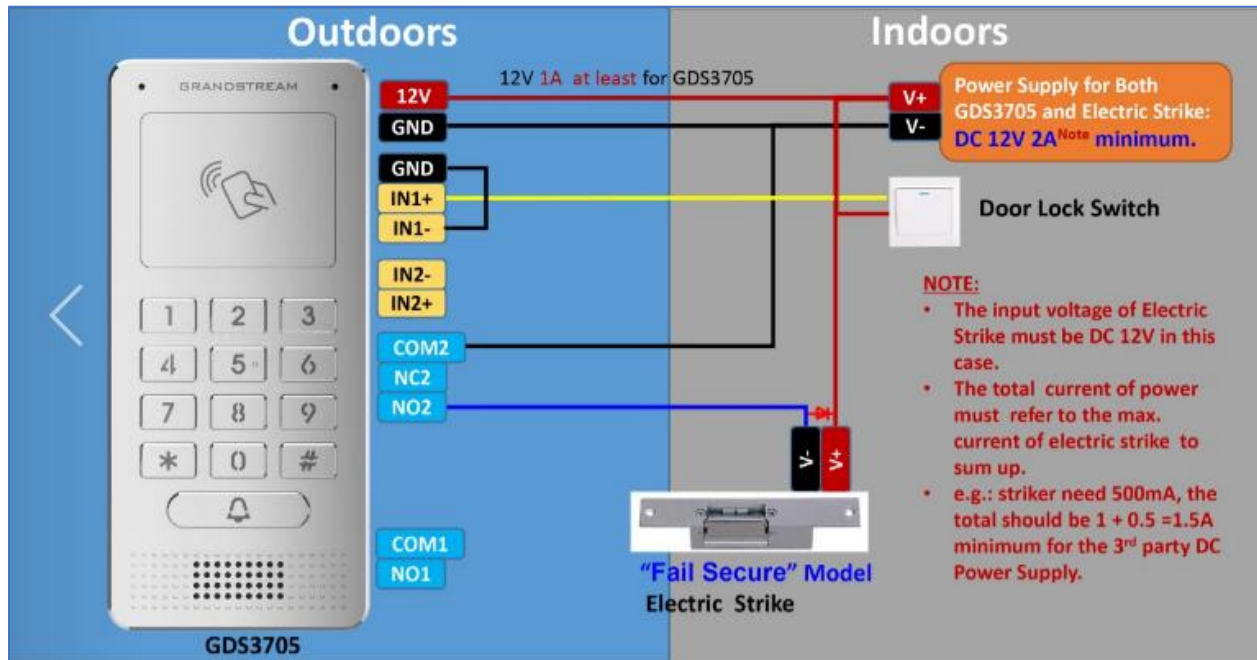 Outdoors
Indoors
GRANDSTREAM
12V 1A at least for GDS3705
12V
GND
GND
IN1+
IN1-
IN2-
IN2+
COM2
NC2
NO2
COM1
NO1
1 2 3
4 5 6
7 8 9
* 0 #
GDS3705
V+
V-
Power Supply for Both
GDS3705 and Electric Strike:
DC 12V 2ANote minimum.
Door Lock Switch
V-
V+
“Fail Secure” Model
Electric Strike
NOTE:
• The input voltage of Electric
Strike must be DC 12V in this
case.
• The total current of power
must refer to the max.
current of electric strike to
sum up.
• e.g.: striker need 500mA, the
total should be 1 + 0.5 =1.5A
minimum for the 3rd party DC
Power Supply.